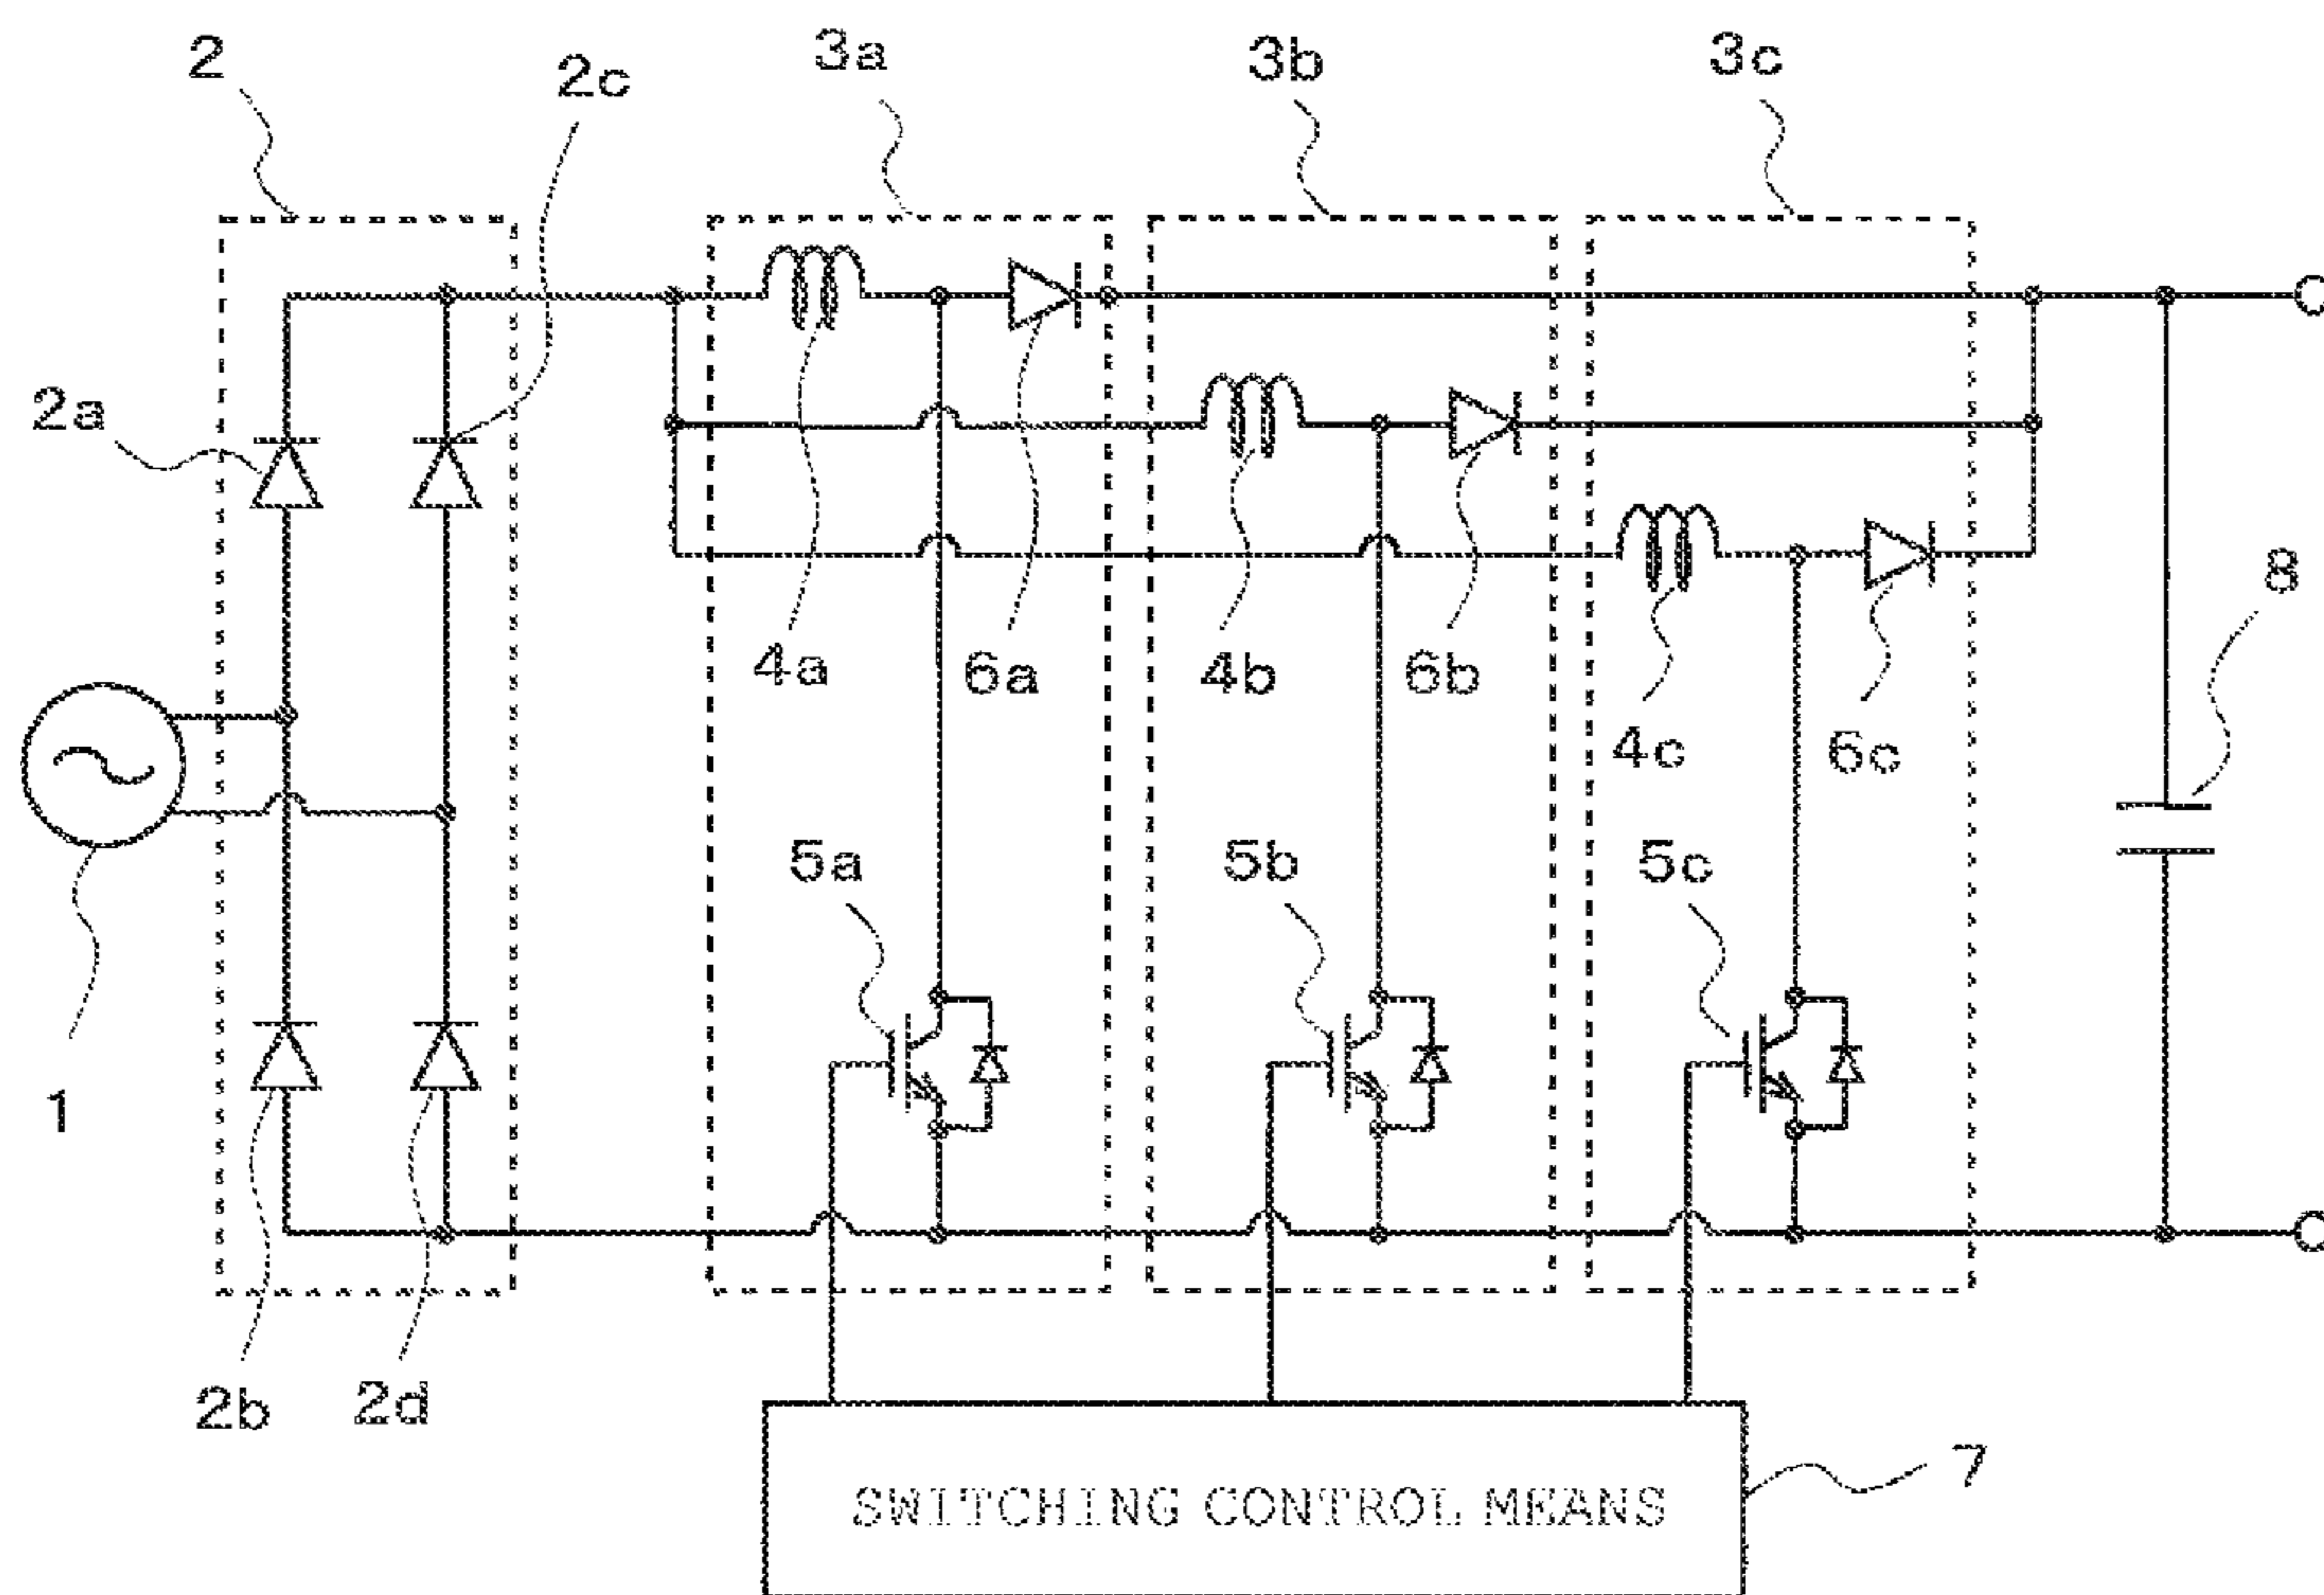 2
2c
3a
3b
3c
2a
4a
6a
4b
6b
4c
6c
8
5a
5b
5c
1
2b
2d
7
SWITCHING CONTROL MEANS